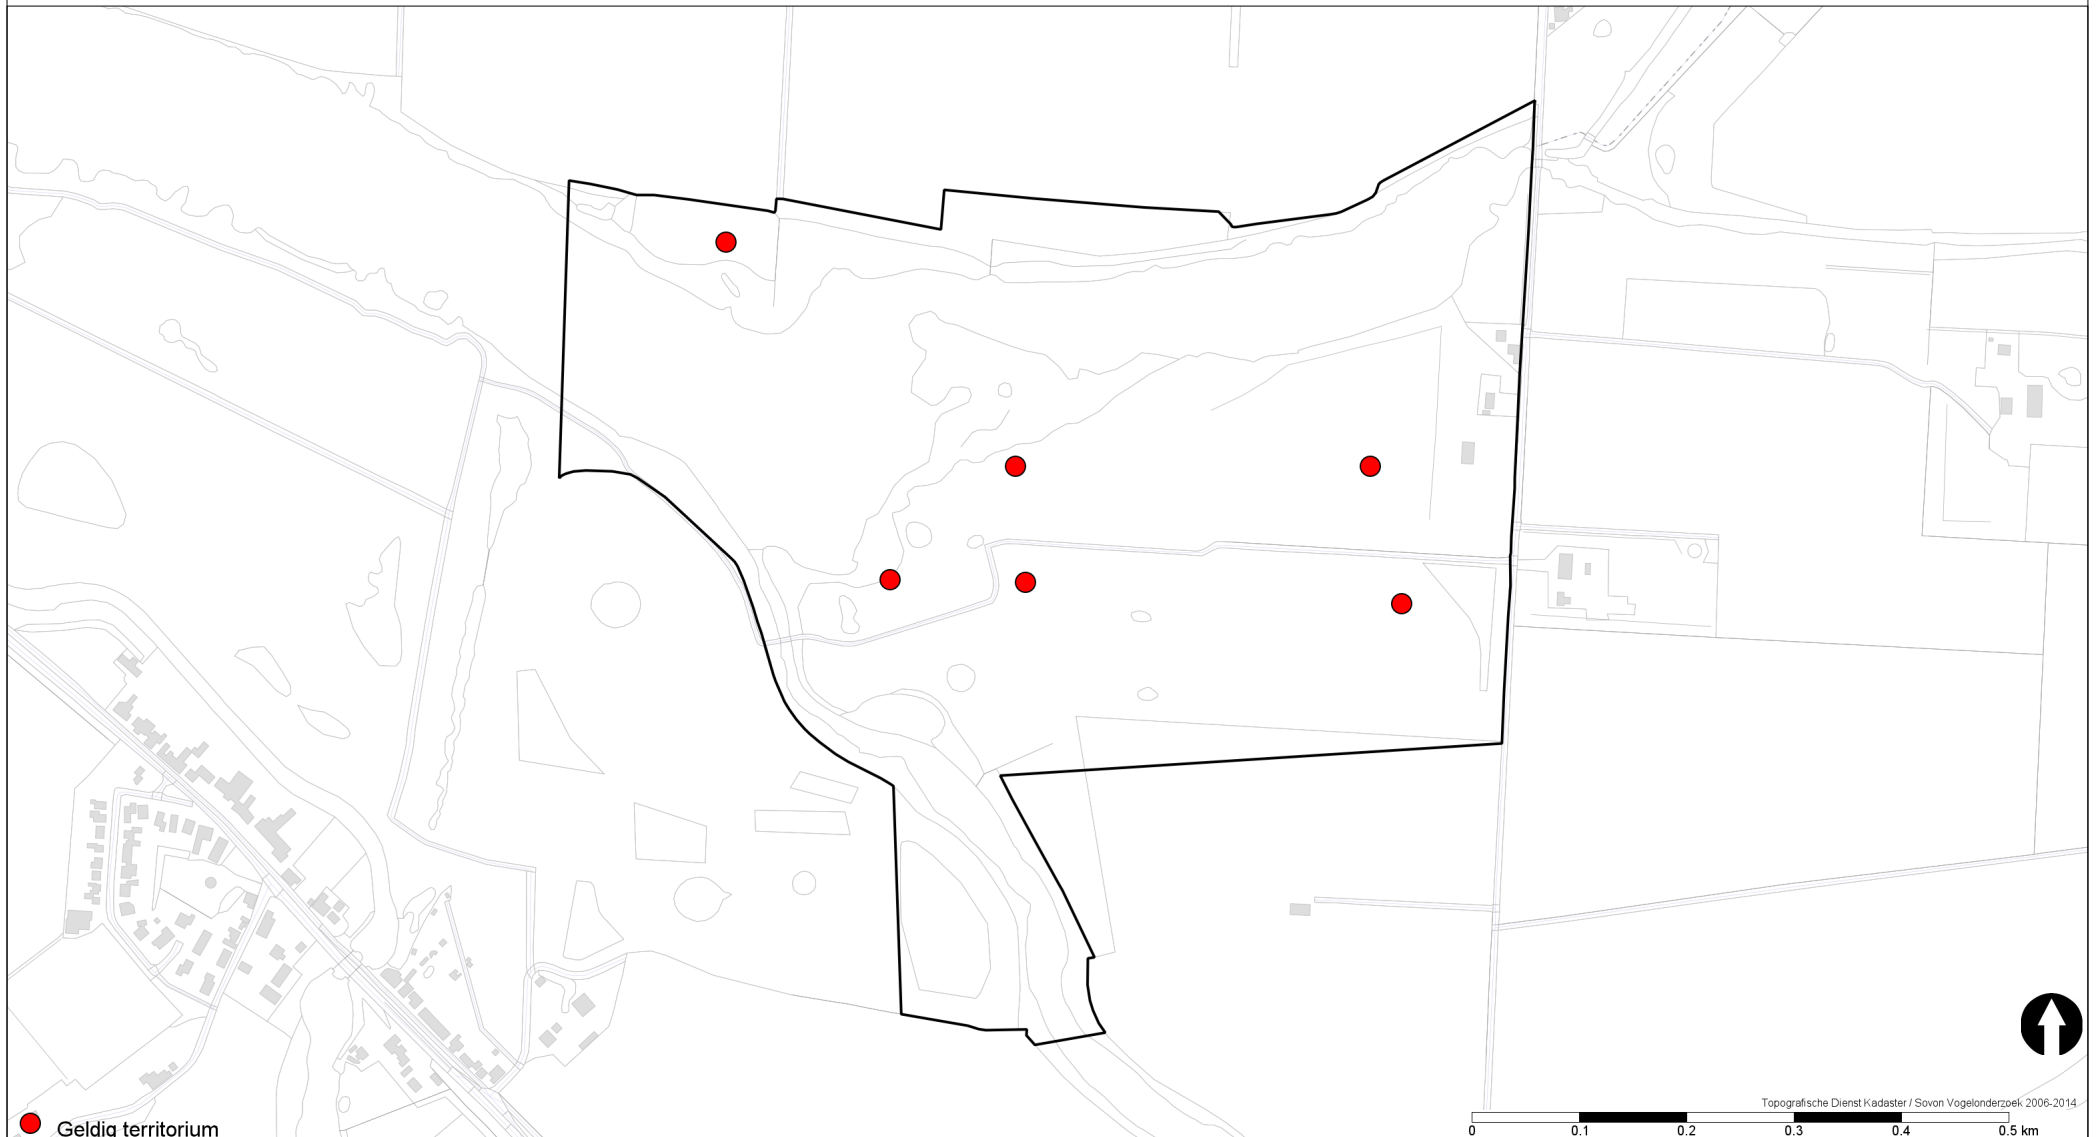 Topografische Dienst Kadaster / Sovon Vogelonderzoek 2006-2014
Geldig territorium
0 0.1 0.2 0.3 0.4 0.5 km